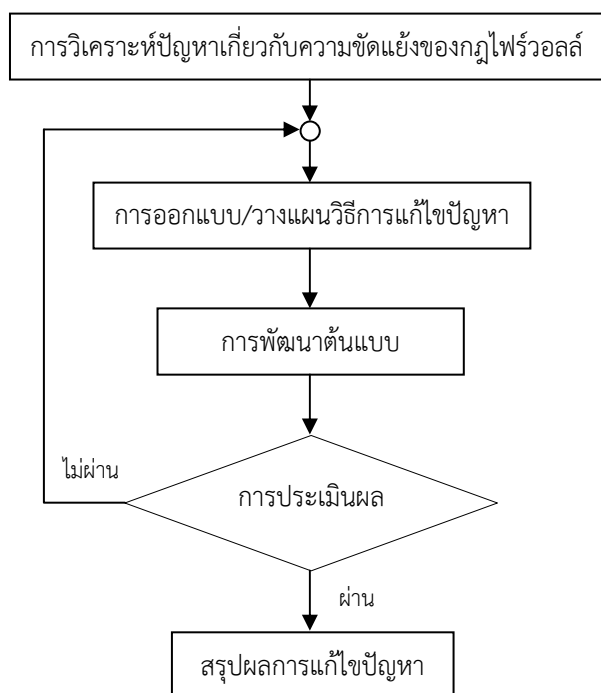 การวิเคราะห์ปัญหาเกี่ยวกับความขัดแย้งของกฎไฟร์วอลล์
การออกแบบ/วางแผนวิธีการแก้ไขปัญหา
การพัฒนาต้นแบบ
ไม่ผ่าน
การประเมินผล
ผ่าน
สรุปผลการแก้ไขปัญหา